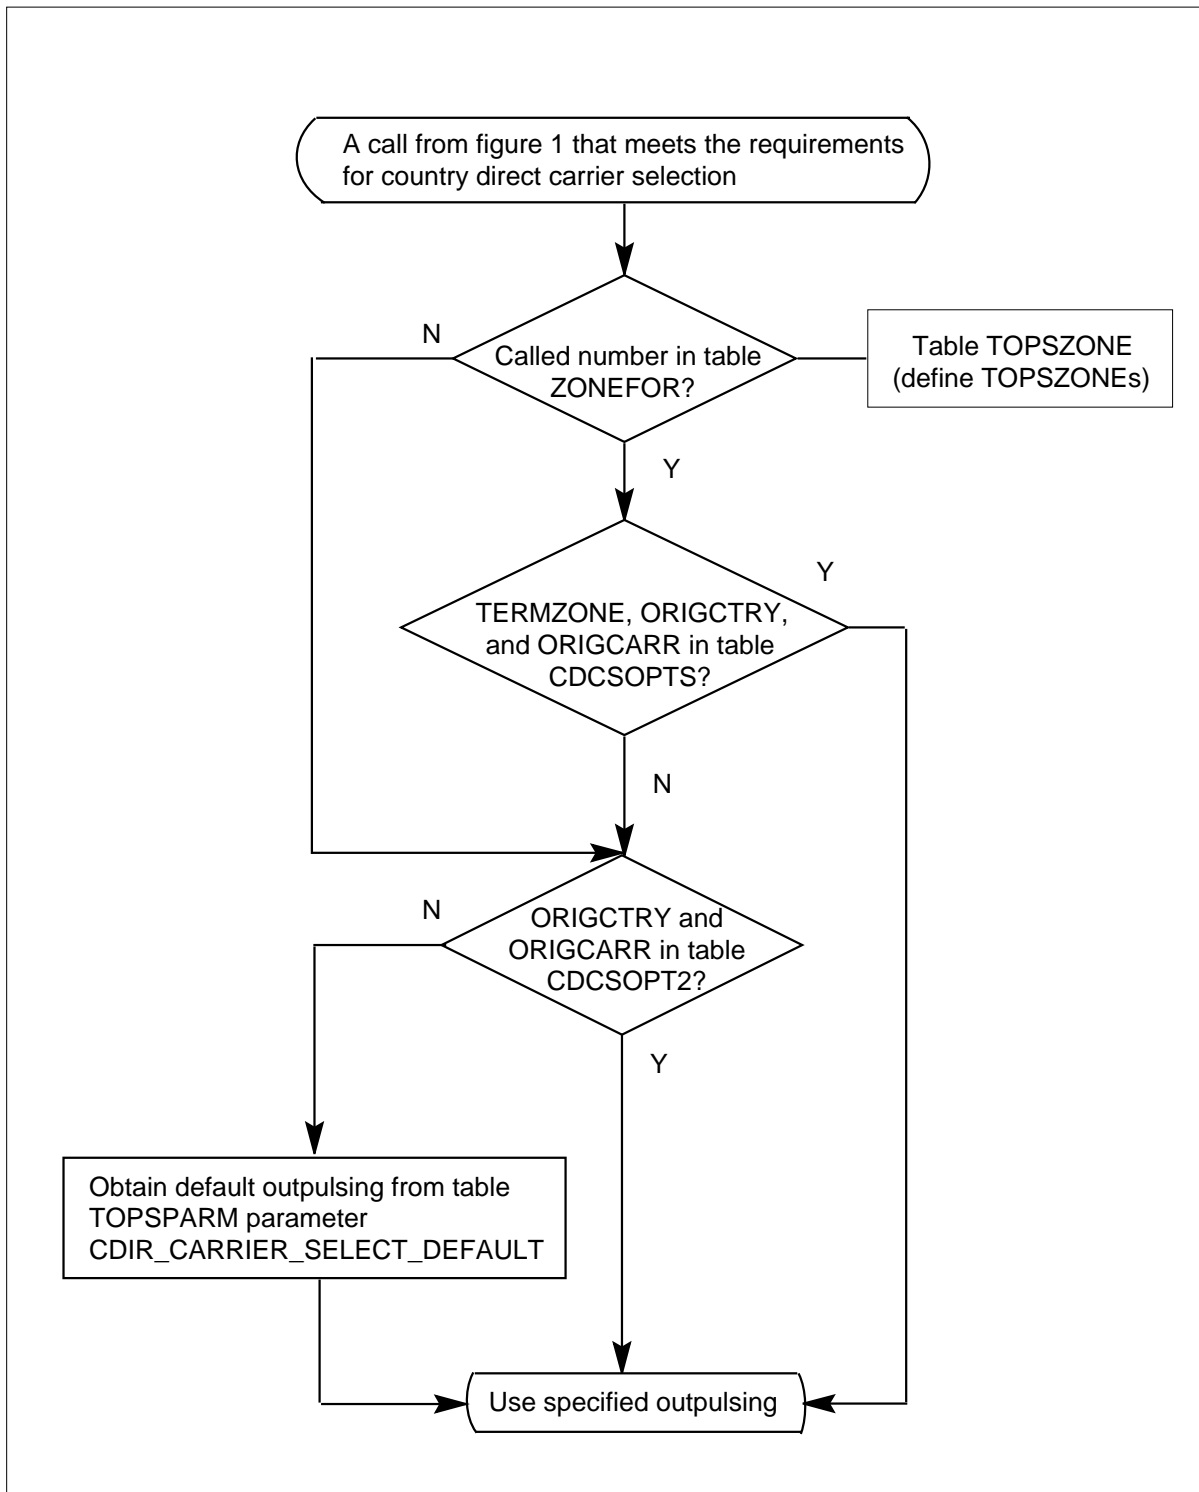 A call from figure 1 that meets the requirements
for country direct carrier selection
N
Called number in table
ZONEFOR?
Table TOPSZONE
(define TOPSZONEs)
Y
Y
TERMZONE, ORIGCTRY,
and ORIGCARR in table
CDCSOPTS?
N
N
ORIGCTRY and
ORIGCARR in table
CDCSOPT2?
Y
Obtain default outpulsing from table
TOPSPARM parameter
CDIR_CARRIER_SELECT_DEFAULT
Use specified outpulsing